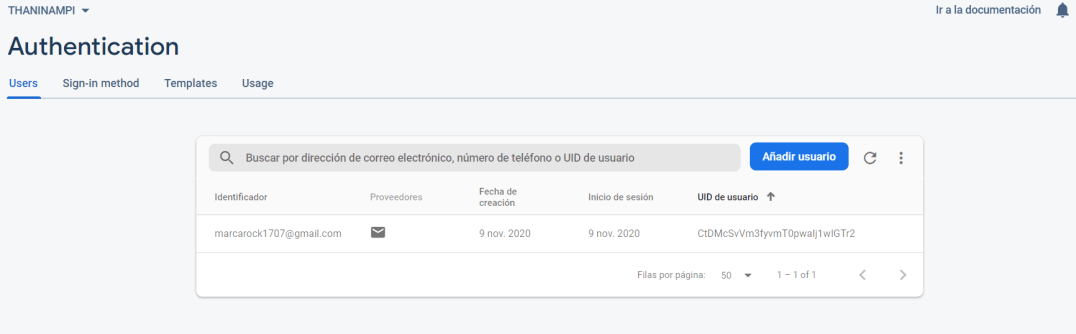 THANINAMPI
Ir a la documentación
Authentication
Users Sign-in method Templates Usage
Buscar por dirección de correo electrónico, número de teléfono o UID de usuario
Añadir usuario
Identificador Proveedores Fecha de creación Inicio de sesión UID de usuario
marcarock1707@gmail.com 9 nov. 2020 9 nov. 2020 CtDMcSvVm3fyvmT0pwaIj1wIGTr2
Filas por página: 50 1 – 1 of 1